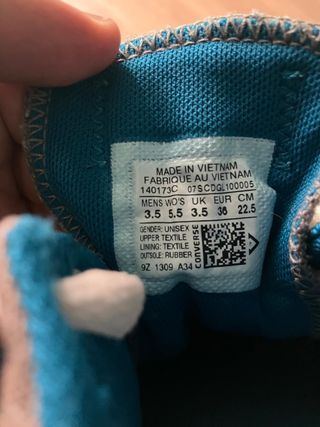 MADE IN VIETNAM
FABRIQUE AU VIETNAM
140173C 07SCDGL100005
MENS WO'S UK EUR CM
3.5 5.5 3.5 36 22.5
GENDER: UNISEX
UPPER: TEXTILE
LINING: TEXTILE
OUTSOLE: RUBBER
9Z 1309 A34
CONVERSE